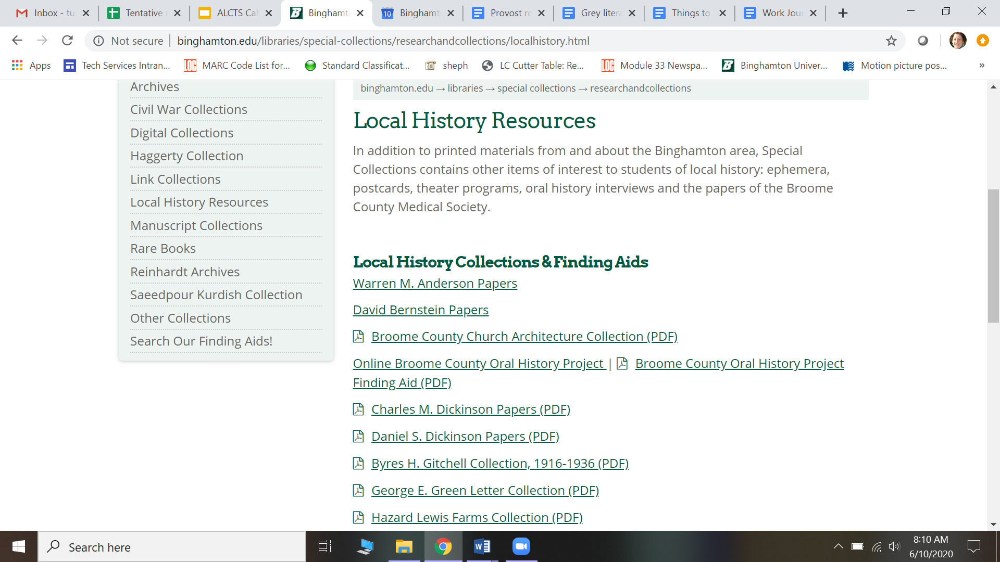 Inbox - tu
Tentative
ALCTS Ca
Binghamt
Binghamt
10
Provost re
Grey litera
Things to
Work Jou
Not secure | binghamton.edu/libraries/special-collections/researchandcollections/localhistory.html
Apps
Tech Services Intran...
MARC Code List for...
Standard Classificat...
sheph
LC Cutter Table: Re...
Module 33 Newspa...
Binghamton Univer...
Motion picture pos...
»
Archives
Civil War Collections
Digital Collections
Haggerty Collection
Link Collections
Local History Resources
Manuscript Collections
Rare Books
Reinhardt Archives
Saeedpour Kurdish Collection
Other Collections
Search Our Finding Aids!
binghamton.edu → libraries → special collections → researchandcollections
Local History Resources
In addition to printed materials from and about the Binghamton area, Special
Collections contains other items of interest to students of local history: ephemera,
postcards, theater programs, oral history interviews and the papers of the Broome
County Medical Society.
Local History Collections & Finding Aids
Warren M. Anderson Papers
David Bernstein Papers
Broome County Church Architecture Collection (PDF)
Online Broome County Oral History Project | Broome County Oral History Project
Finding Aid (PDF)
Charles M. Dickinson Papers (PDF)
Daniel S. Dickinson Papers (PDF)
Byres H. Gitchell Collection, 1916-1936 (PDF)
George E. Green Letter Collection (PDF)
Hazard Lewis Farms Collection (PDF)
Search here
8:10 AM
6/10/2020